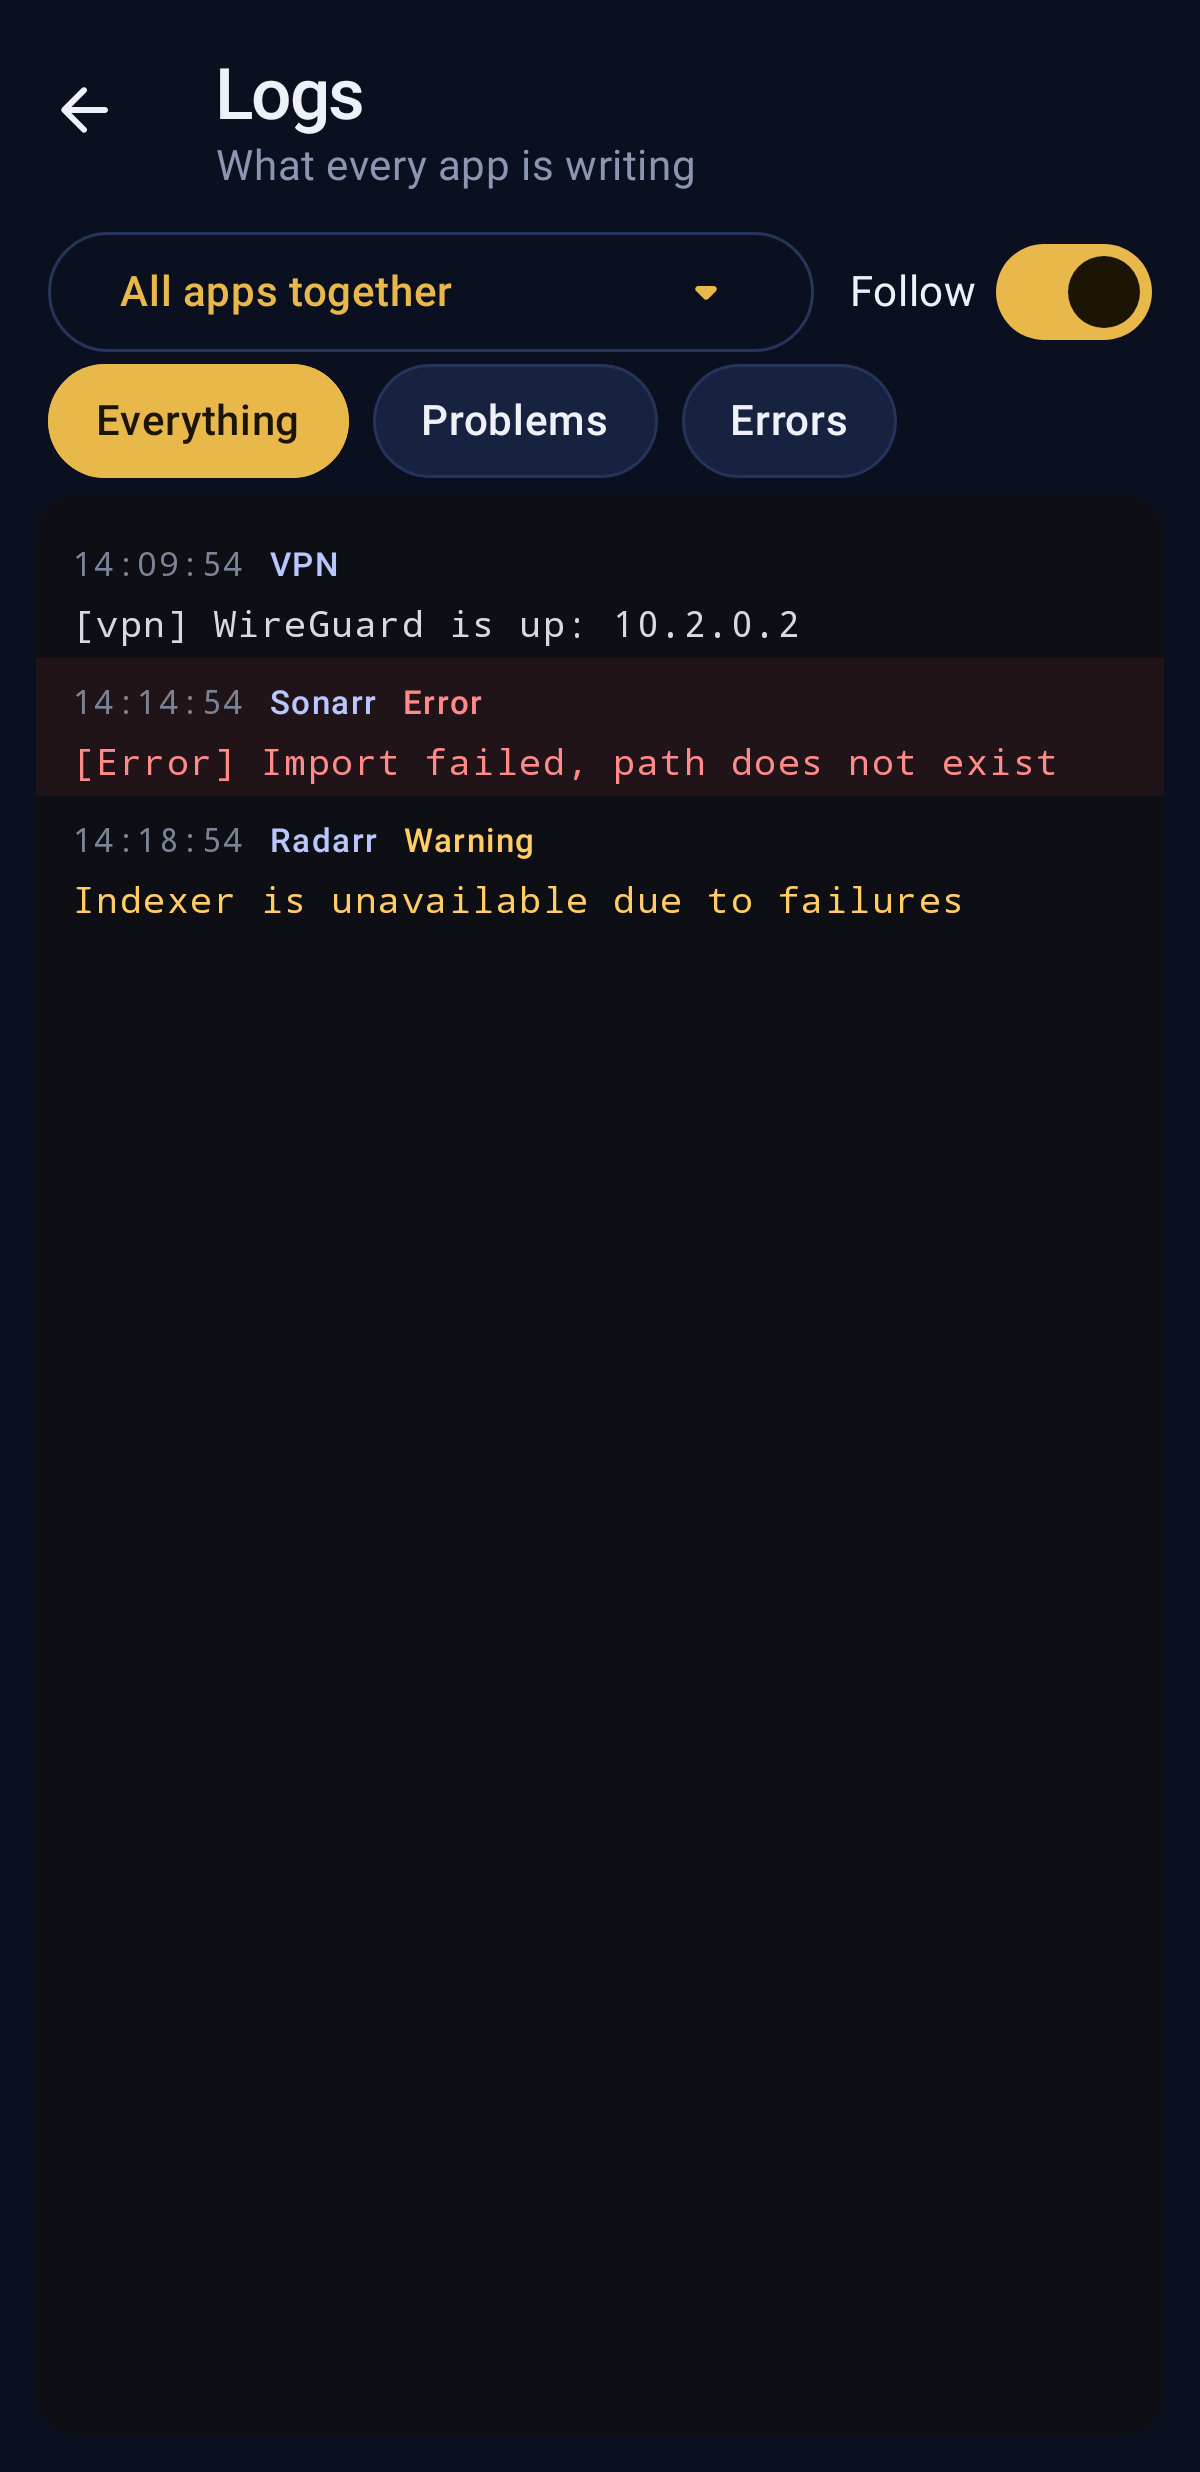 Logs
What every app is writing
All apps together
Follow
Everything
Problems
Errors
14:09:54 VPN
[vpn] WireGuard is up: 10.2.0.2
14:14:54 Sonarr Error
[Error] Import failed, path does not exist
14:18:54 Radarr Warning
Indexer is unavailable due to failures